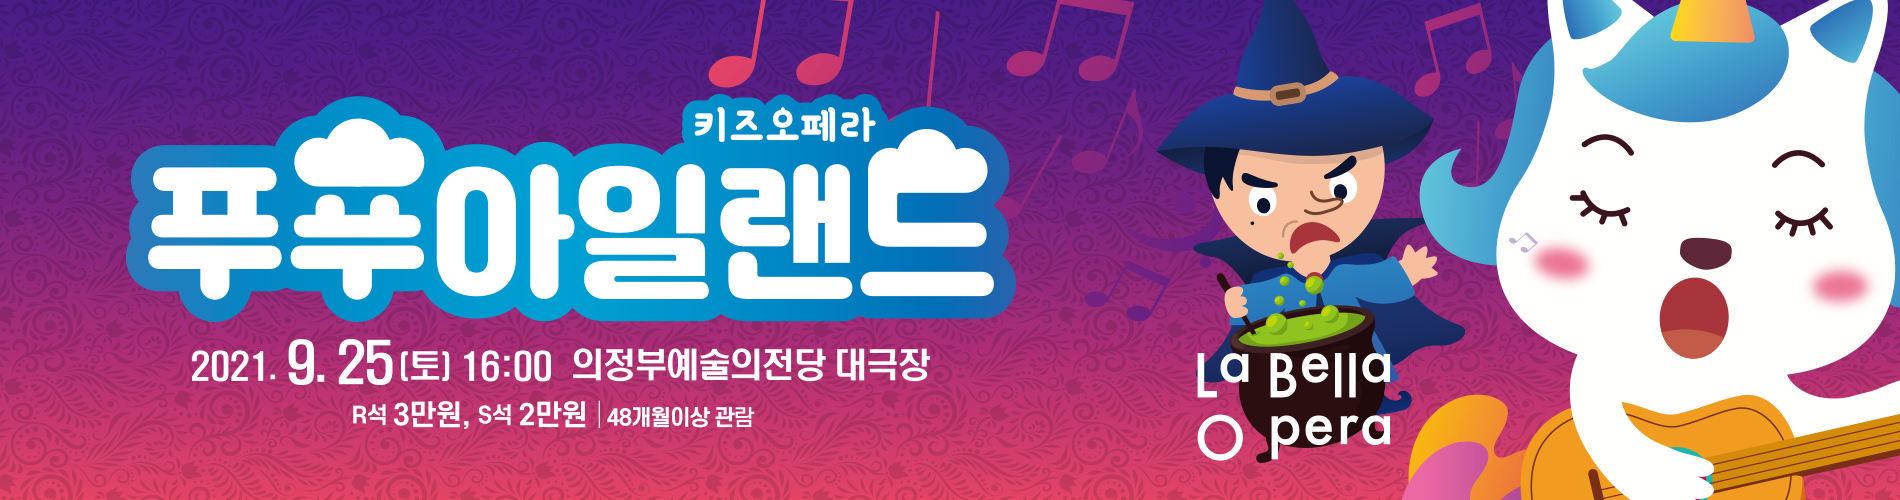 키즈오페라
푸푸아일랜드
2021. 9. 25(토) 16:00 의정부예술의전당 대극장
R석 3만원, S석 2만원 | 48개월이상 관람
La Bella
Opera